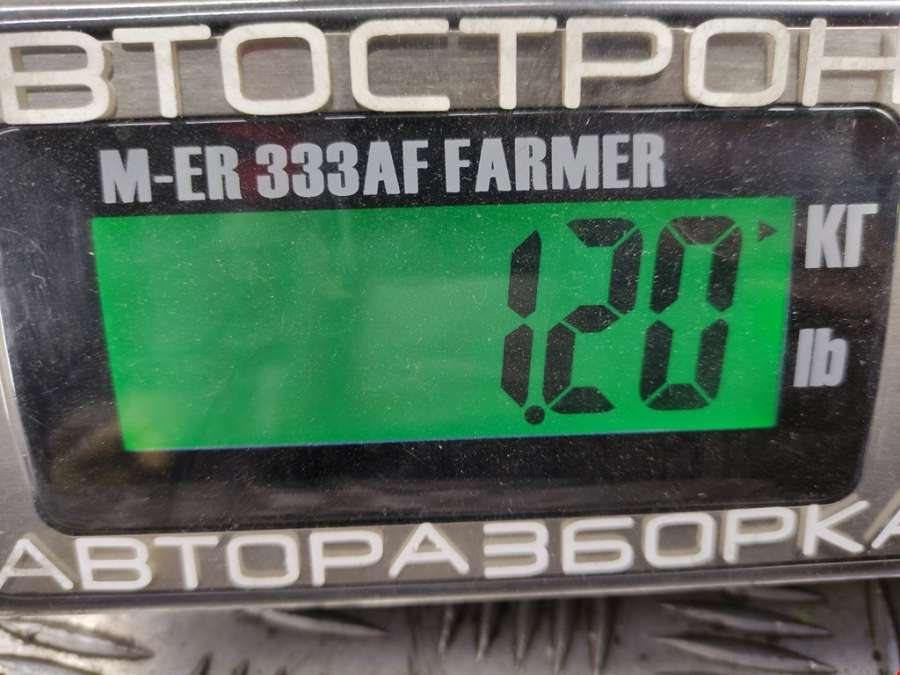 ВТОСТРОН
M-ER 333AF FARMER
1.20
КГ
lb
АВТОРАЗБОРКА